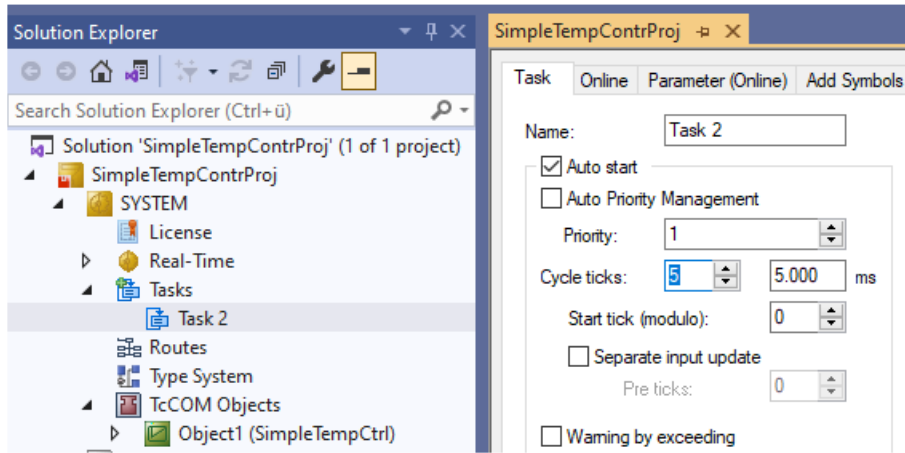 Solution Explorer
Search Solution Explorer (Ctrl+ü)
Solution 'SimpleTempContrProj' (1 of 1 project)
SimpleTempContrProj
SYSTEM
License
Real-Time
Tasks
Task 2
Routes
Type System
TcCOM Objects
Object1 (SimpleTempCtrl)
SimpleTempContrProj
Task Online Parameter (Online) Add Symbols
Name: Task 2
Auto start
Auto Priority Management
Priority: 1
Cycle ticks: 5 5.000 ms
Start tick (modulo): 0
Separate input update
Pre ticks: 0
Warning by exceeding